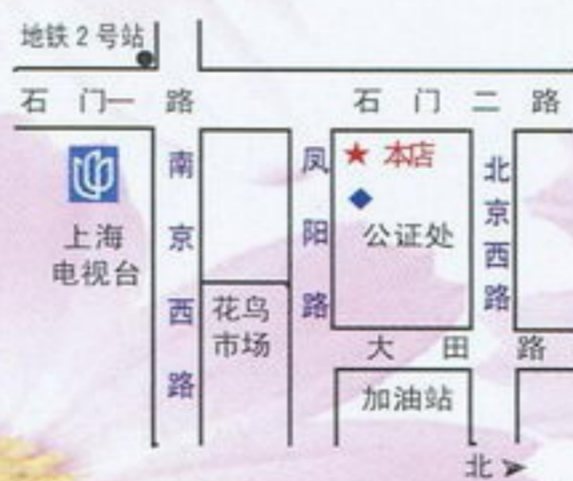 地铁2号站
石门一路
石门二路
南京西路
凤阳路
★本店
北京西路
上海
电视台
公证处
花鸟
市场
大田路
加油站
北